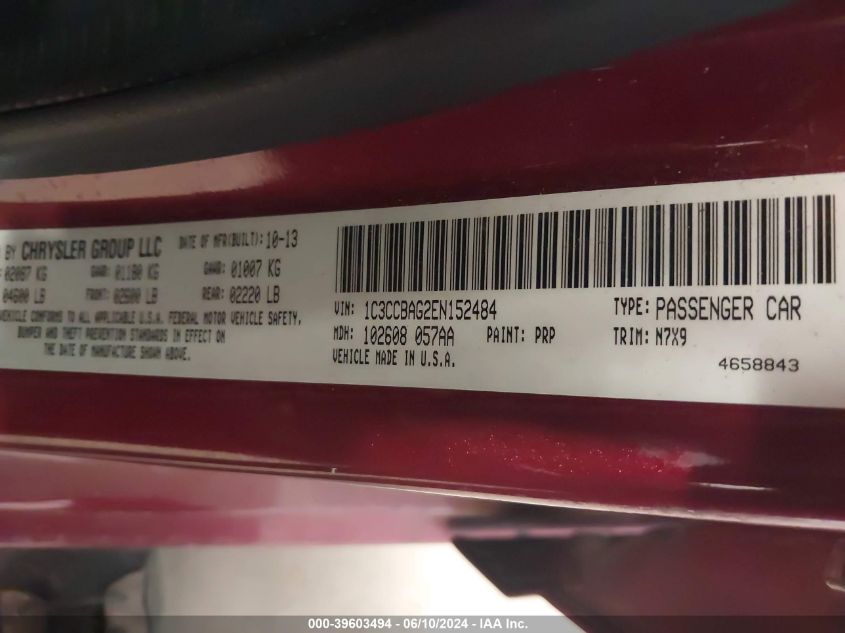 BY CHRYSLER GROUP LLC DATE OF MFR(BUILT): 10-13
02087 KG GAWR: 01180 KG GAWR: 01007 KG
04600 LB FRONT: 02600 LB REAR: 02220 LB
VEHICLE CONFORMS TO ALL APPLICABLE U.S.A. FEDERAL MOTOR VEHICLE SAFETY,
BUMPER AND THEFT PREVENTION STANDARDS IN EFFECT ON
THE DATE OF MANUFACTURE SHOWN ABOVE.
VIN: 1C3CCBAG2EN152484 TYPE: PASSENGER CAR
MDH: 102608 057AA PAINT: PRP TRIM: N7X9
VEHICLE MADE IN U.S.A.
4658843
000-39603494 - 06/10/2024 - IAA Inc.